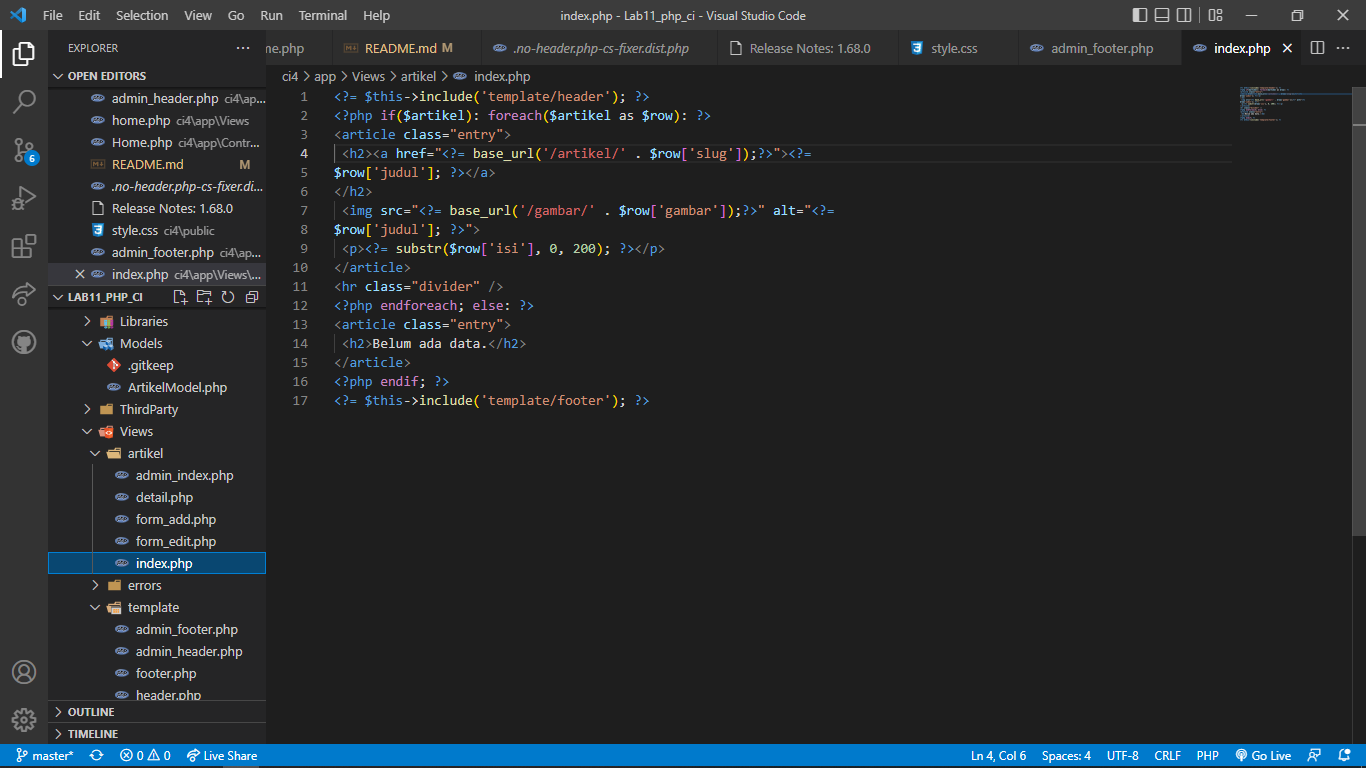 File Edit Selection View Go Run Terminal Help index.php - Lab11_php_ci - Visual Studio Code
EXPLORER
me.php README.md M .no-header.php-cs-fixer.dist.php Release Notes: 1.68.0 style.css admin_footer.php index.php
OPEN EDITORS
admin_header.php ci4\ap...
home.php ci4\app\Views
Home.php ci4\app\Contr...
README.md M
.no-header.php-cs-fixer.di...
Release Notes: 1.68.0
style.css ci4\public
admin_footer.php ci4\ap...
index.php ci4\app\Views\...
LAB11_PHP_CI
Libraries
Models
.gitkeep
ArtikelModel.php
ThirdParty
Views
artikel
admin_index.php
detail.php
form_add.php
form_edit.php
index.php
errors
template
admin_footer.php
admin_header.php
footer.php
header.php
OUTLINE
TIMELINE
6
ci4 > app > Views > artikel > index.php
1 <?= $this->include('template/header'); ?>
2 <?php if($artikel): foreach($artikel as $row): ?>
3 <article class="entry">
4 <h2><a href="<?= base_url('/artikel/' . $row['slug']);?>"><?=
5 $row['judul']; ?></a>
6 </h2>
7 <img src="<?= base_url('/gambar/' . $row['gambar']);?>" alt="<?=
8 $row['judul']; ?>">
9 <p><?= substr($row['isi'], 0, 200); ?></p>
10 </article>
11 <hr class="divider" />
12 <?php endforeach; else: ?>
13 <article class="entry">
14 <h2>Belum ada data.</h2>
15 </article>
16 <?php endif; ?>
17 <?= $this->include('template/footer'); ?>
master* 0 0 Live Share Ln 4, Col 6 Spaces: 4 UTF-8 CRLF PHP Go Live